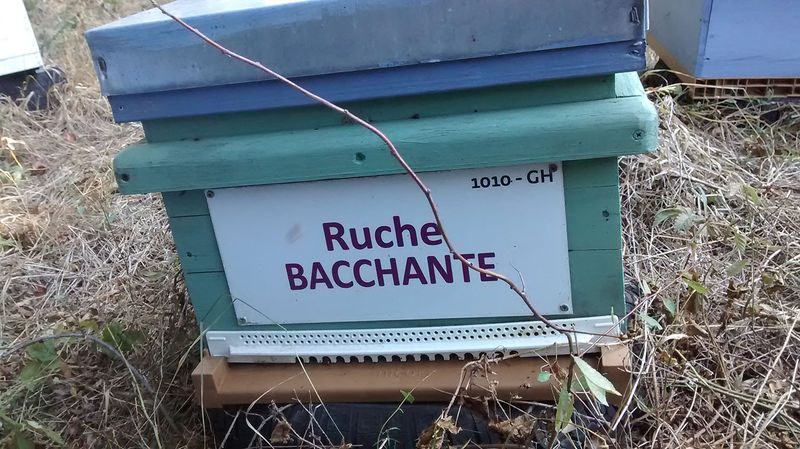 1010 - GH
Ruche
BACCHANTE